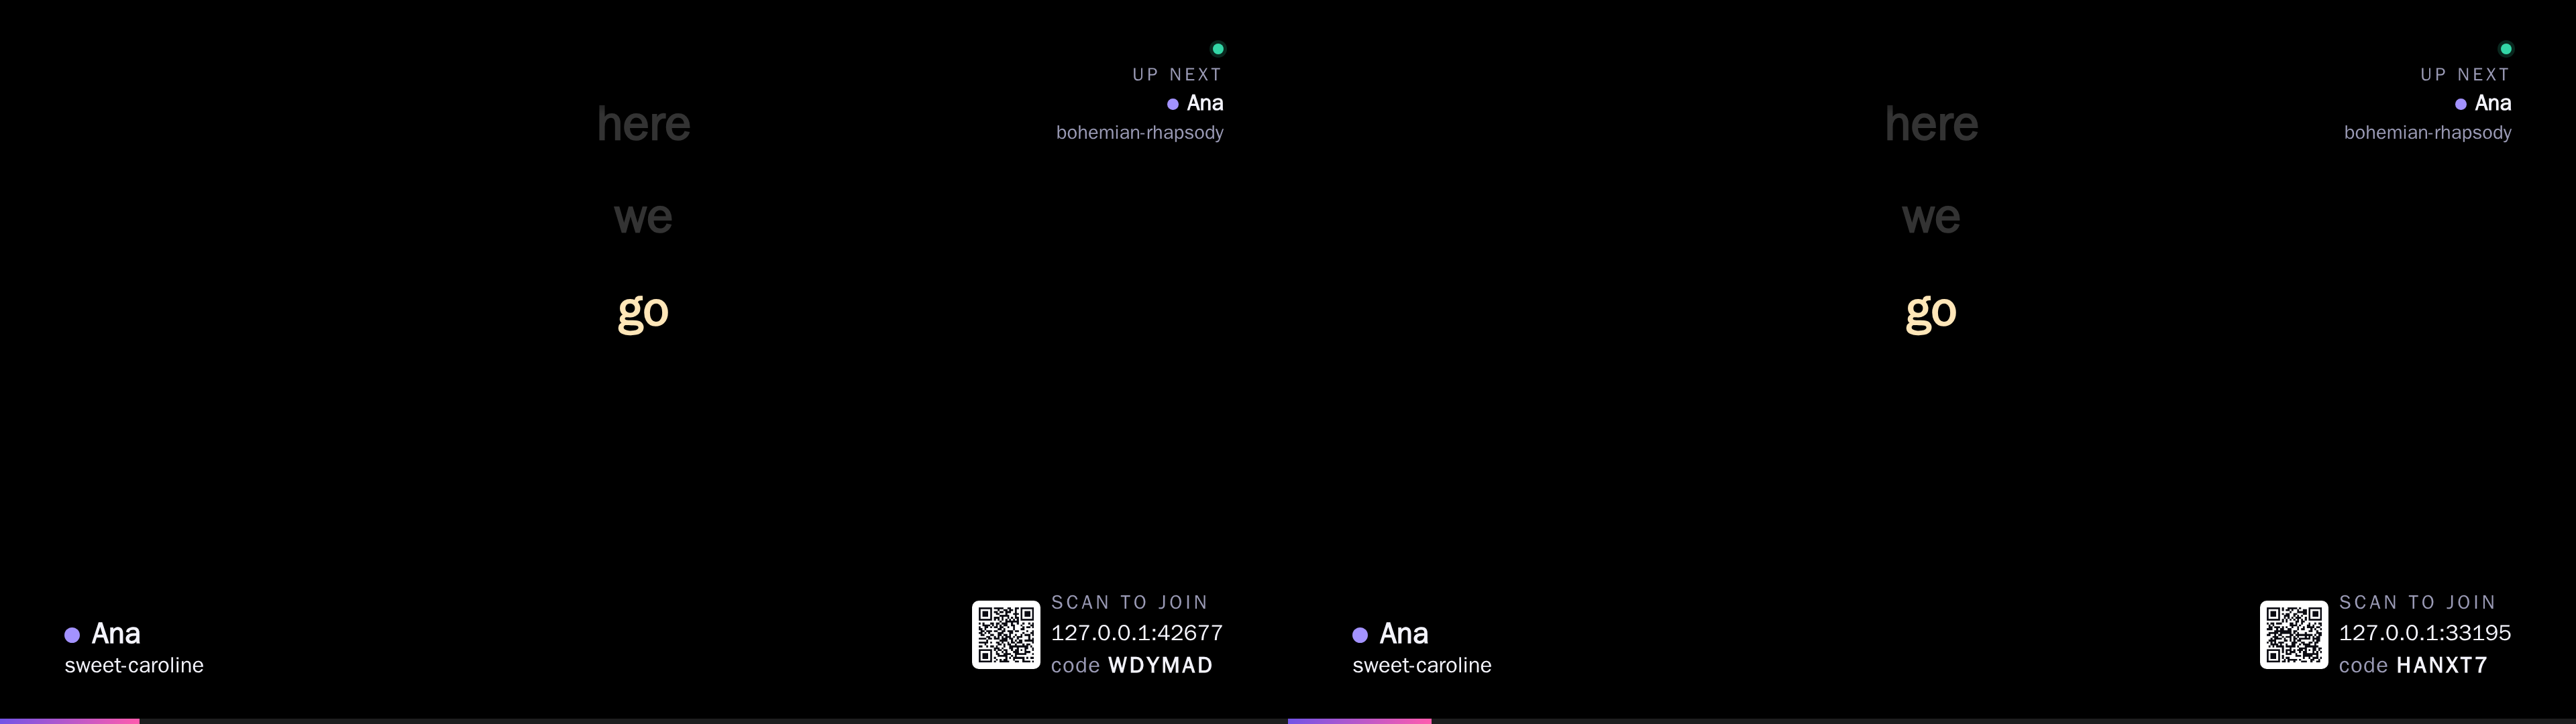 UP NEXT
Ana
bohemian-rhapsody
here
we
go
Ana
sweet-caroline
SCAN TO JOIN
127.0.0.1:42677
code WDYMAD
UP NEXT
Ana
bohemian-rhapsody
here
we
go
Ana
sweet-caroline
SCAN TO JOIN
127.0.0.1:33195
code HANXT7